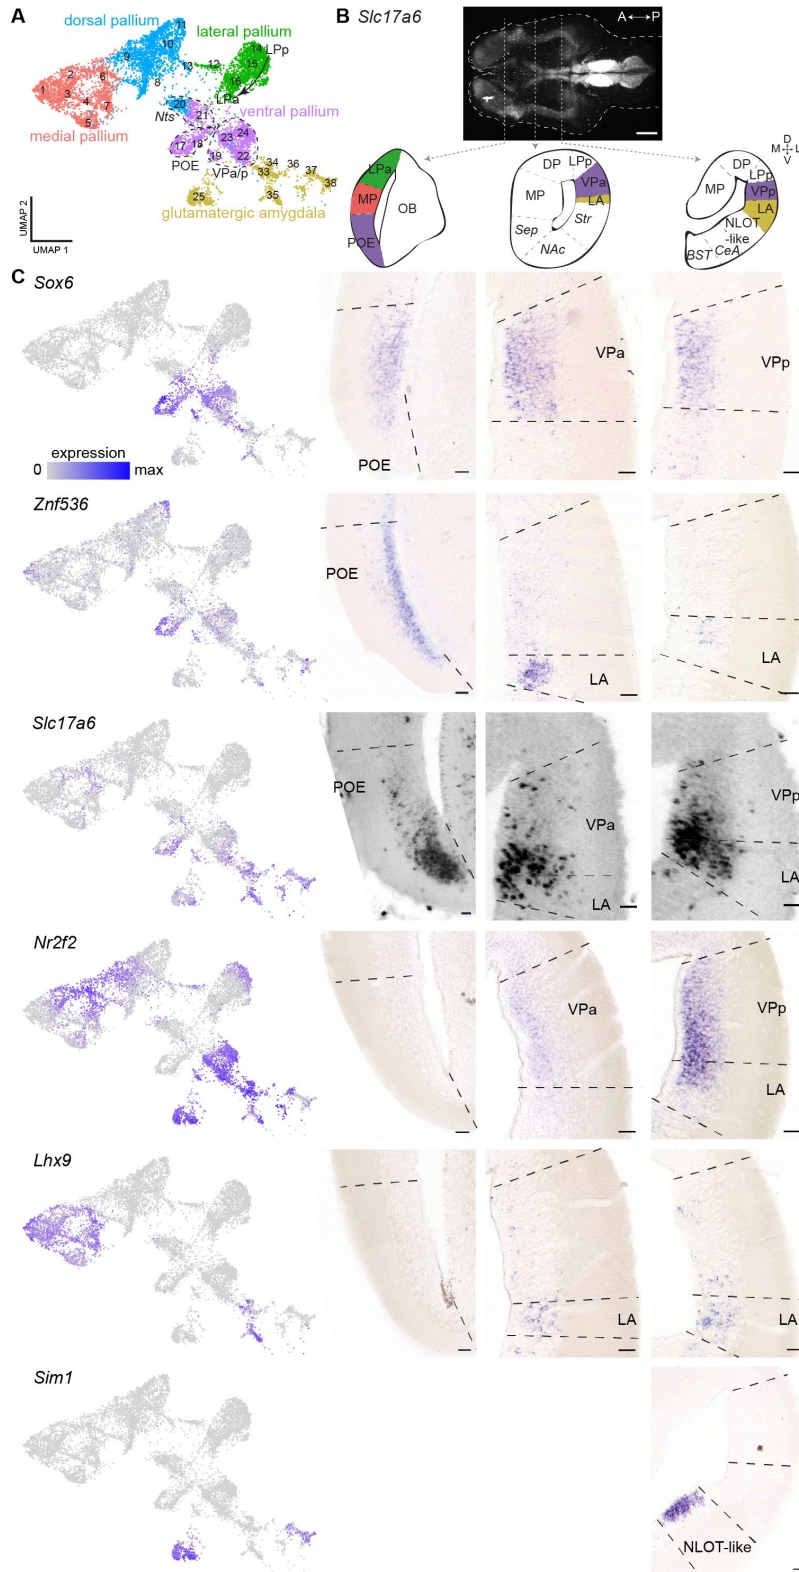 A
dorsal pallium
11
10
9
lateral pallium
14
LPp
15
13
12
2
6
8
16
1
3
4
7
LPa
20
Nts
21
ventral pallium
5
medial pallium
24
23
17
18
19
22
POE
VPa/p
34
33
36
37
38
25
35
glutamatergic amygdala
UMAP 2
UMAP 1
B
Slc17a6
A
P
D
M
L
V
LPa
MP
POE
OB
DP
LPp
MP
VPa
LA
Str
Sep
NAc
DP
LPp
MP
VPp
LA
NLOT
-like
CeA
BST
C
Sox6
expression
0
max
POE
VPa
VPp
Znf536
POE
LA
LA
Slc17a6
POE
VPa
LA
VPp
LA
Nr2f2
VPa
VPp
LA
Lhx9
LA
LA
Sim1
NLOT-like